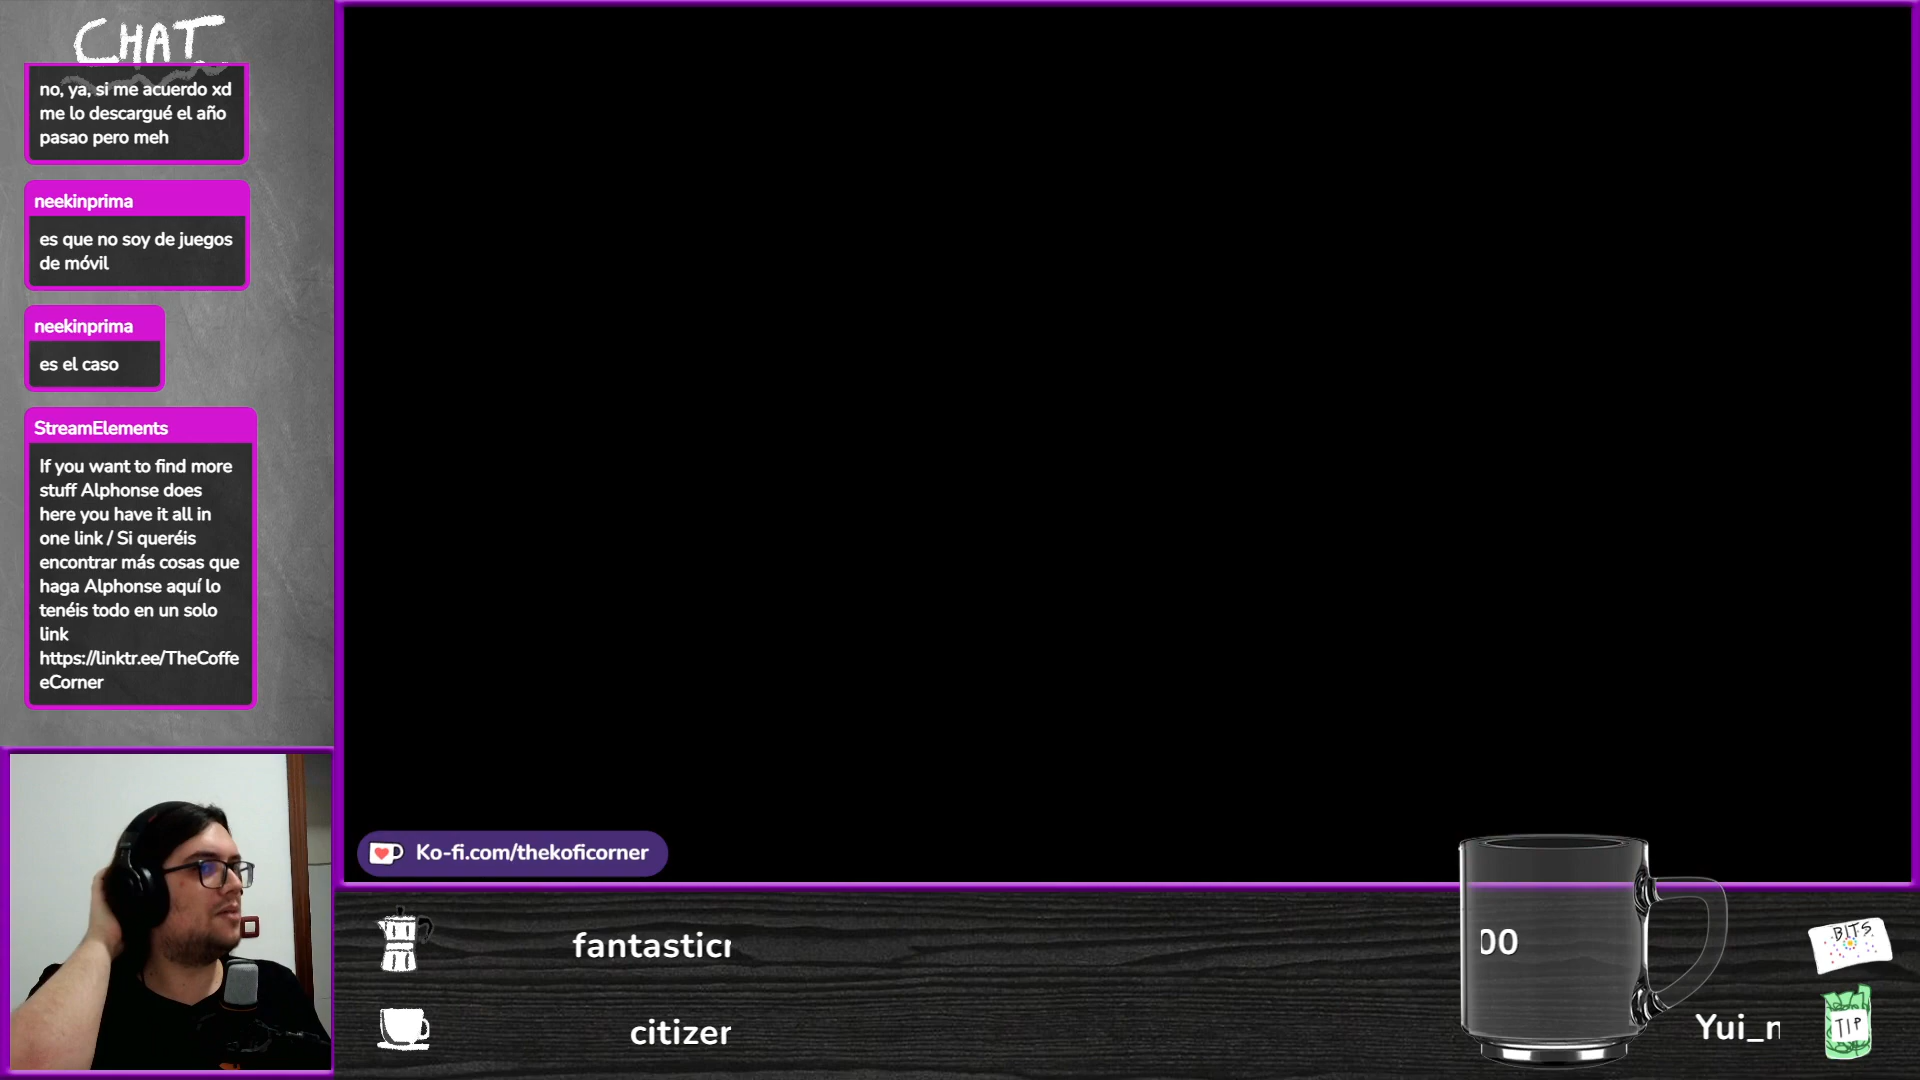 CHAT
no, ya, si me acuerdo xd
me lo descargué el año
pasao pero meh
neekinprima
es que no soy de juegos
de móvil
neekinprima
es el caso
StreamElements
If you want to find more
stuff Alphonse does
here you have it all in
one link / Si queréis
encontrar más cosas que
haga Alphonse aquí lo
tenéis todo en un solo
link
https://linktr.ee/TheCoffe
eCorner
Ko-fi.com/thekoficorner
fantastic
citizer
00
BITS
Yui_n
TIP